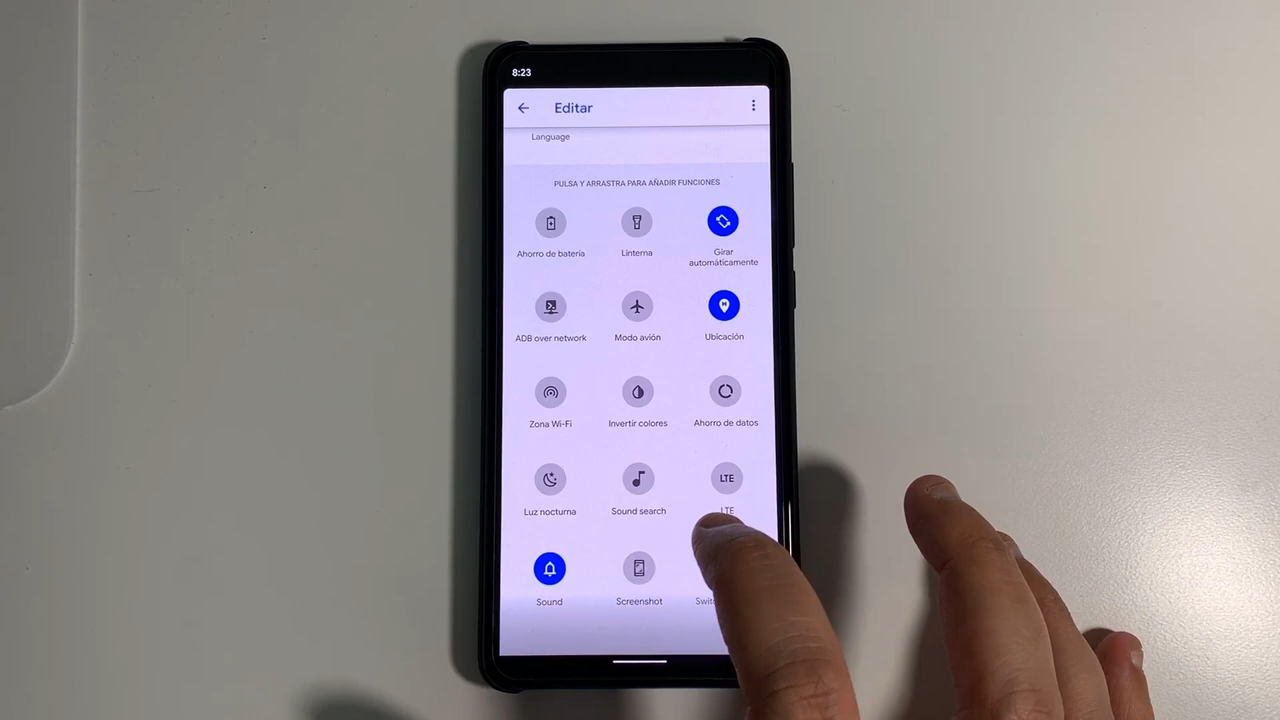 8:23
Editar
Language
PULSA Y ARRASTRA PARA AÑADIR FUNCIONES
Ahorro de batería
Linterna
Girar
automáticamente
ADB over network
Modo avión
Ubicación
Zona Wi-Fi
Invertir colores
Ahorro de datos
LTE
Luz nocturna
Sound search
LTE
Sound
Screenshot